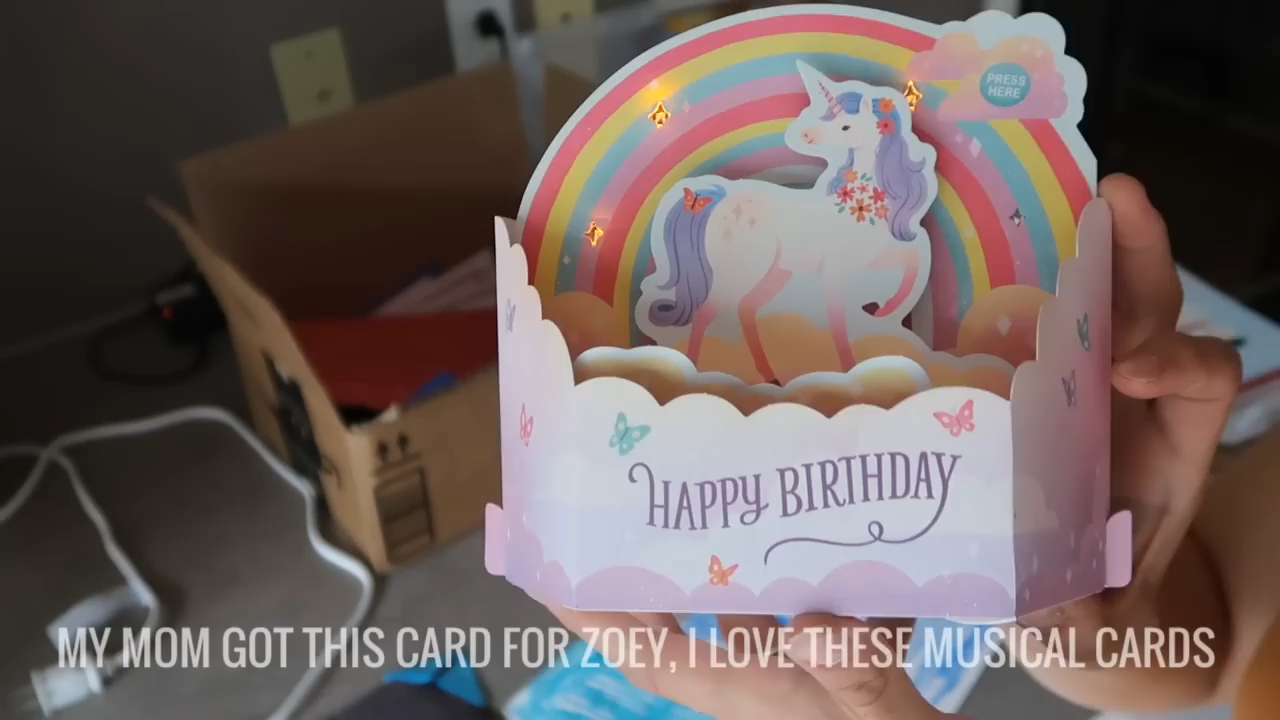 PRESS
HERE
HAPPY BIRTHDAY
MY MOM GOT THIS CARD FOR ZOEY, I LOVE THESE MUSICAL CARDS